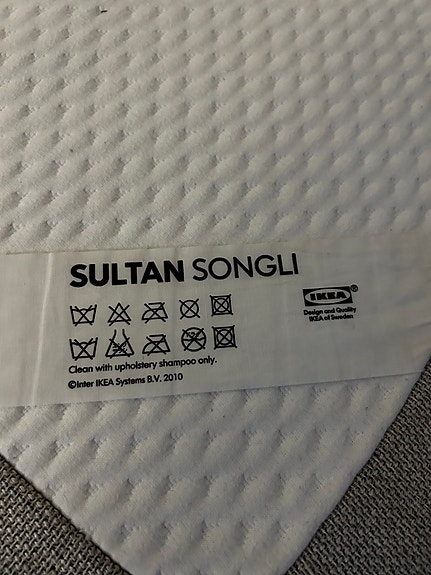 SULTAN SONGLI
IKEA®
Design and Quality
IKEA of Sweden
Clean with upholstery shampoo only.
©Inter IKEA Systems B.V. 2010